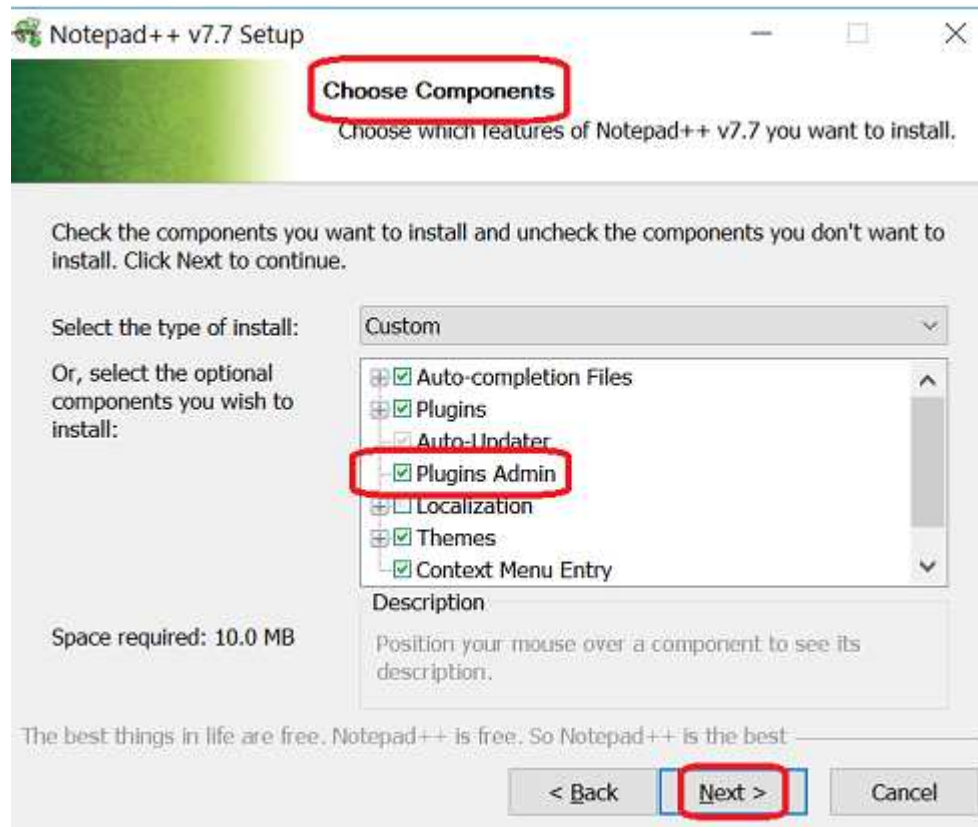 Notepad++ v7.7 Setup
Choose Components
Choose which features of Notepad++ v7.7 you want to install.
Check the components you want to install and uncheck the components you don't want to
install. Click Next to continue.
Select the type of install:
Custom
Or, select the optional
components you wish to
install:
Auto-completion Files
Plugins
Auto-Updater
Plugins Admin
Localization
Themes
Context Menu Entry
Space required: 10.0 MB
Description
Position your mouse over a component to see its
description.
The best things in life are free. Notepad++ is free. So Notepad++ is the best
< Back
Next >
Cancel